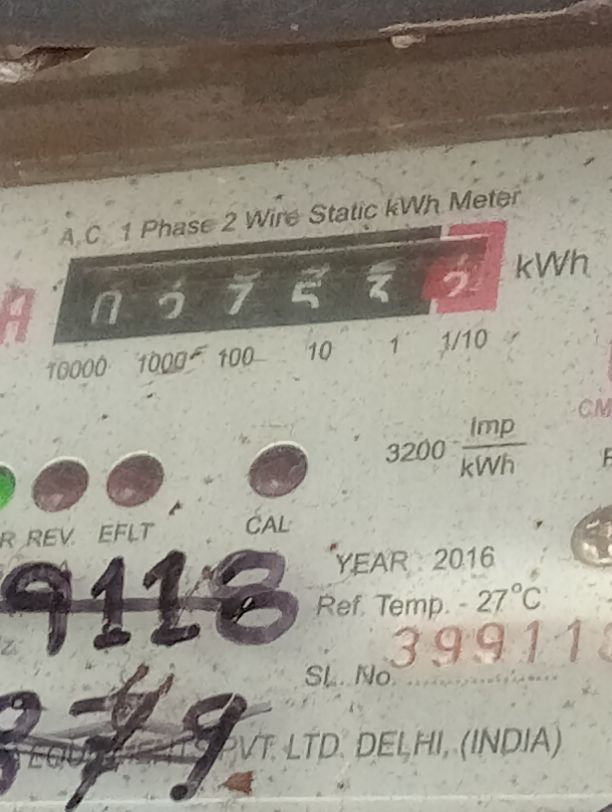 A.C. 1 Phase 2 Wire Static kWh Meter
kWh
10000 1000 100 10 1 1/10
3200 Imp/kWh
REV. EFLT CAL
9118
YEAR : 2016
Ref. Temp. - 27°C
SL. No. 399118
PVT. LTD. DELHI, (INDIA)